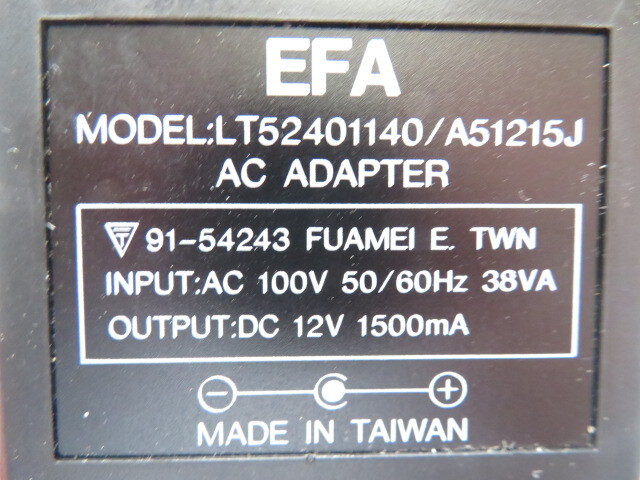 EFA
MODEL:LT52401140/A51215J
AC ADAPTER
91-54243 FUAMEI E. TWN
INPUT:AC 100V 50/60Hz 38VA
OUTPUT:DC 12V 1500mA
MADE IN TAIWAN